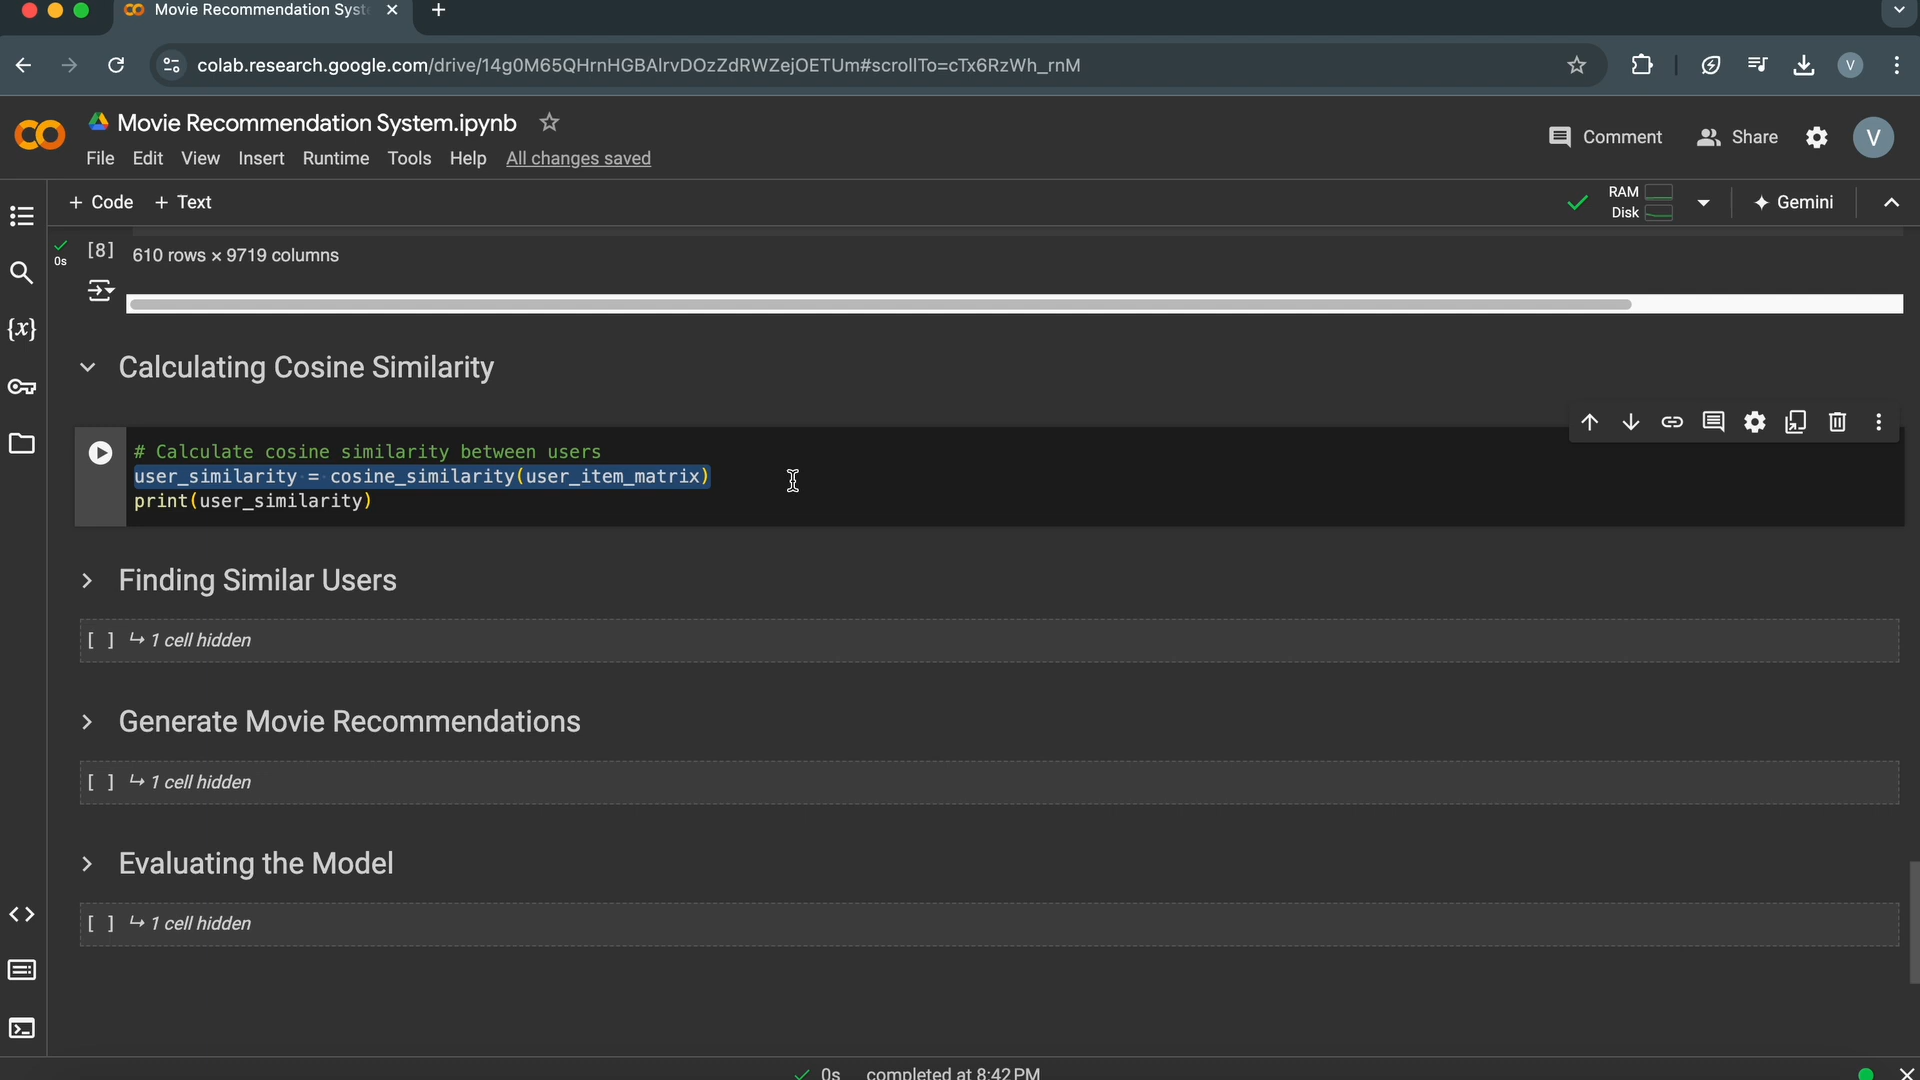 Movie Recommendation Syst
colab.research.google.com/drive/14g0M65QHrnHGBAIrvDOzZdRWZejOETUm#scrollTo=cTx6RzWh_rnM
V
Movie Recommendation System.ipynb
Comment
Share
V
File Edit View Insert Runtime Tools Help All changes saved
+ Code + Text
RAM
Disk
Gemini
0s
[8] 610 rows × 9719 columns
{x}
Calculating Cosine Similarity
# Calculate cosine similarity between users
user_similarity = cosine_similarity(user_item_matrix)
print(user_similarity)
Finding Similar Users
[ ] ↳ 1 cell hidden
Generate Movie Recommendations
[ ] ↳ 1 cell hidden
Evaluating the Model
[ ] ↳ 1 cell hidden
0s completed at 8:42 PM